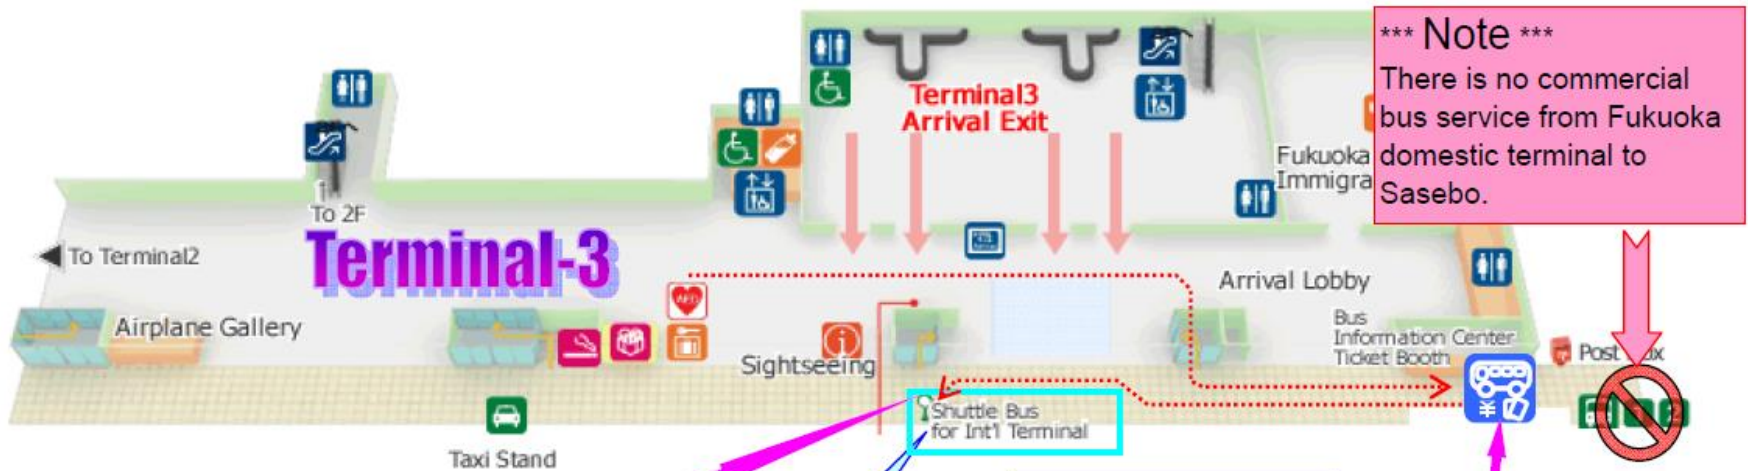 *** Note ***
There is no commercial
bus service from Fukuoka
domestic terminal to
Sasebo.
Terminal3
Arrival Exit
Fukuoka
To 2F
To Terminal2
Terminal-3
AED
Arrival Lobby
Airplane Gallery
Bus
Information Center
Ticket Booth
Sightseeing
Post
Shuttle Bus
for Int'l Terminal
Taxi Stand